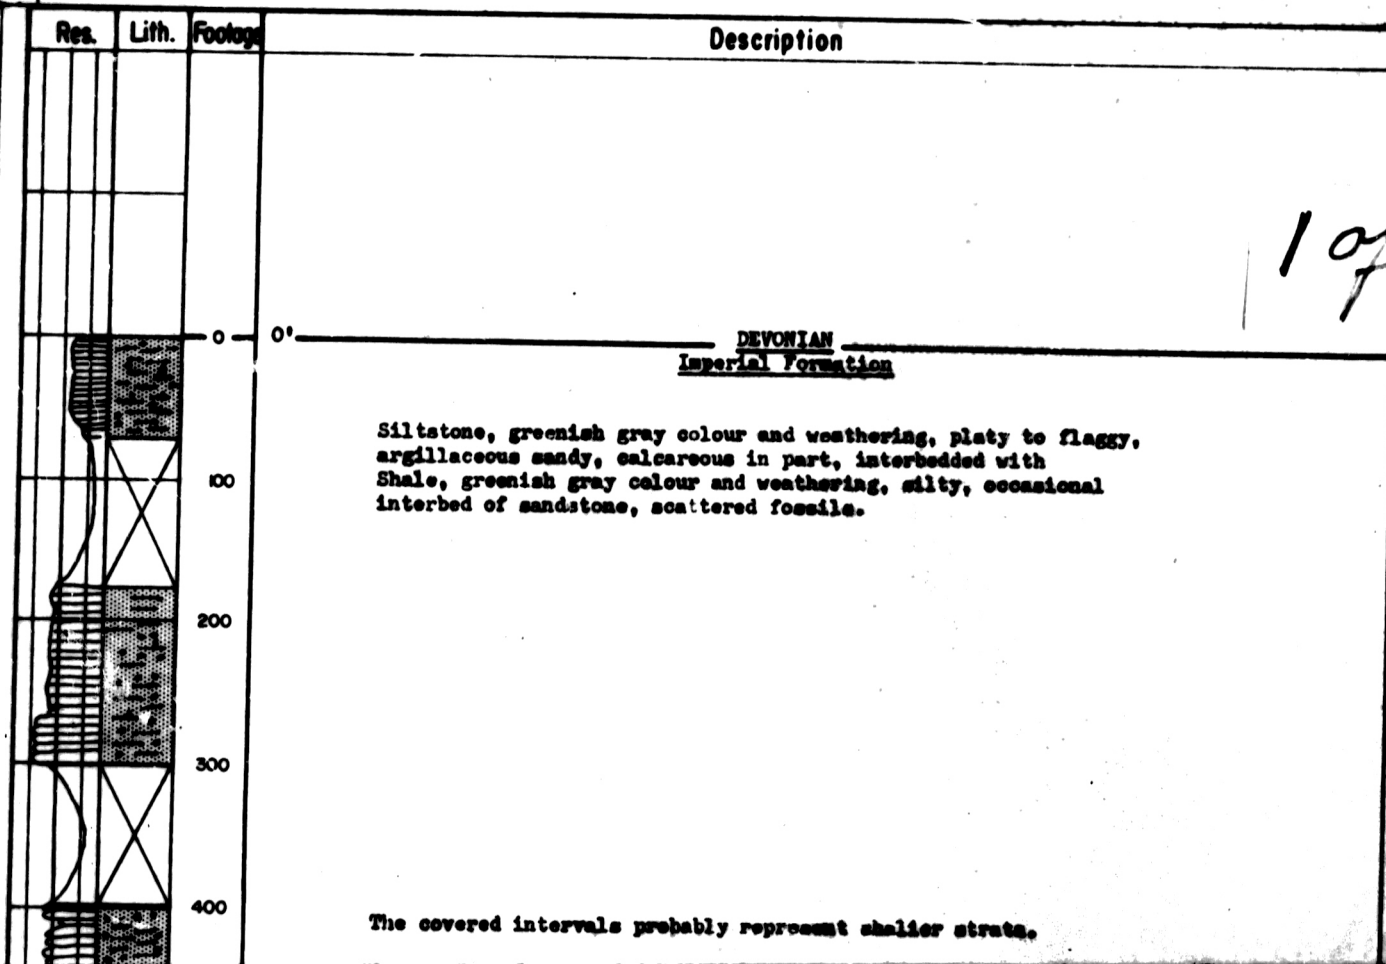 Res. Lith. Footage Description
1 of
0 0'
DEVONIAN
Imperial Formation
Siltstone, greenish gray colour and weathering, platy to flaggy,
argillaceous sandy, calcareous in part, interbedded with
100
Shale, greenish gray colour and weathering, silty, occasional
interbed of sandstone, scattered fossils.
200
300
400
The covered intervals probably represent shalier strata.